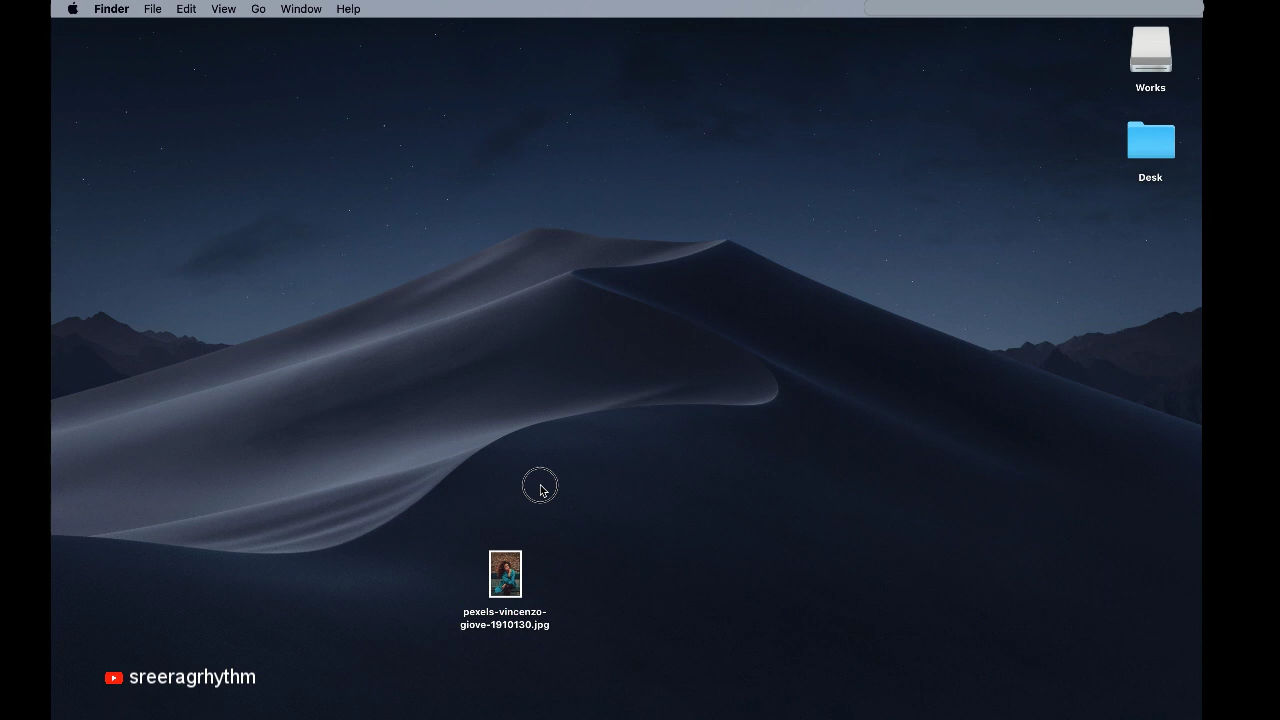 Finder File Edit View Go Window Help
Works
Desk
pexels-vincenzo-
giove-1910130.jpg
sreeragrhythm